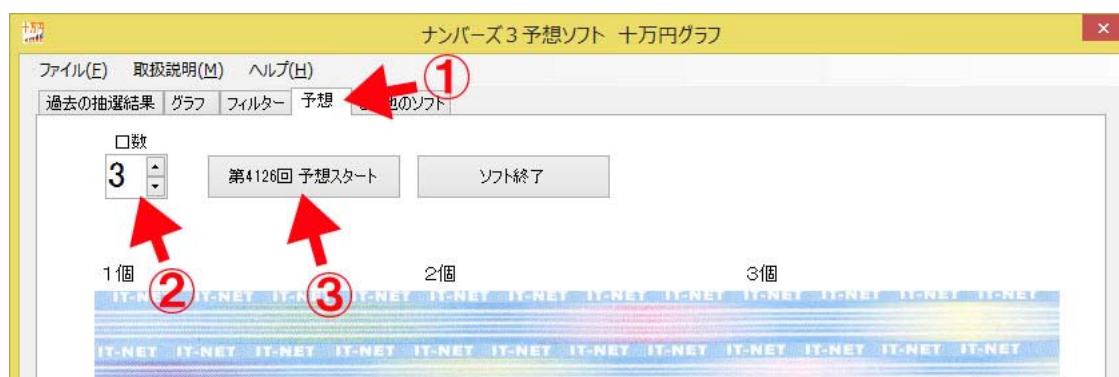 ナンバーズ3予想ソフト 十万円グラフ
ファイル(F) 取扱説明(M) ヘルプ(H)
①
過去の抽選結果 グラフ フィルター 予想 他のソフト
口数
3 第4126回 予想スタート ソフト終了
② ③
1個 2個 3個
IT-NET IT-NET IT-NET IT-NET IT-NET IT-NET IT-NET IT-NET IT-NET IT-NET
IT-NET IT-NET IT-NET IT-NET IT-NET IT-NET IT-NET IT-NET IT-NET IT-NET IT-NET IT-NET